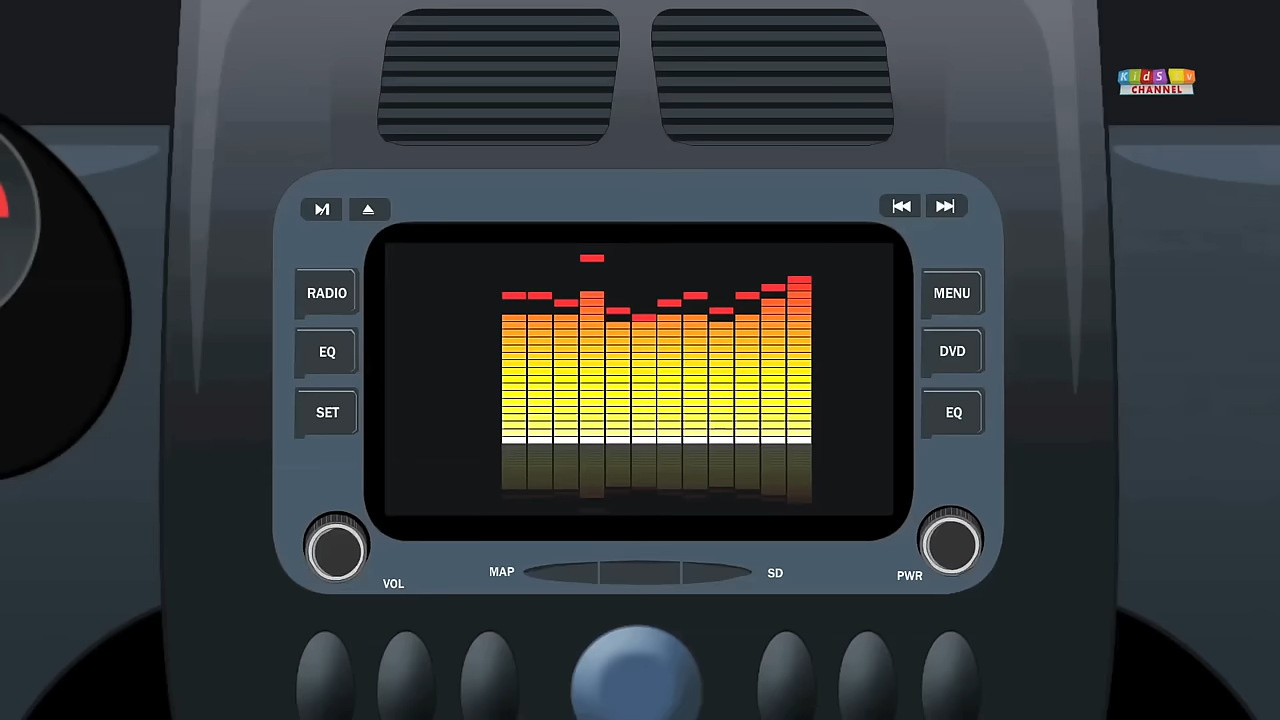 KidS TV
CHANNEL
RADIO
MENU
EQ
DVD
SET
EQ
MAP
SD
VOL
PWR